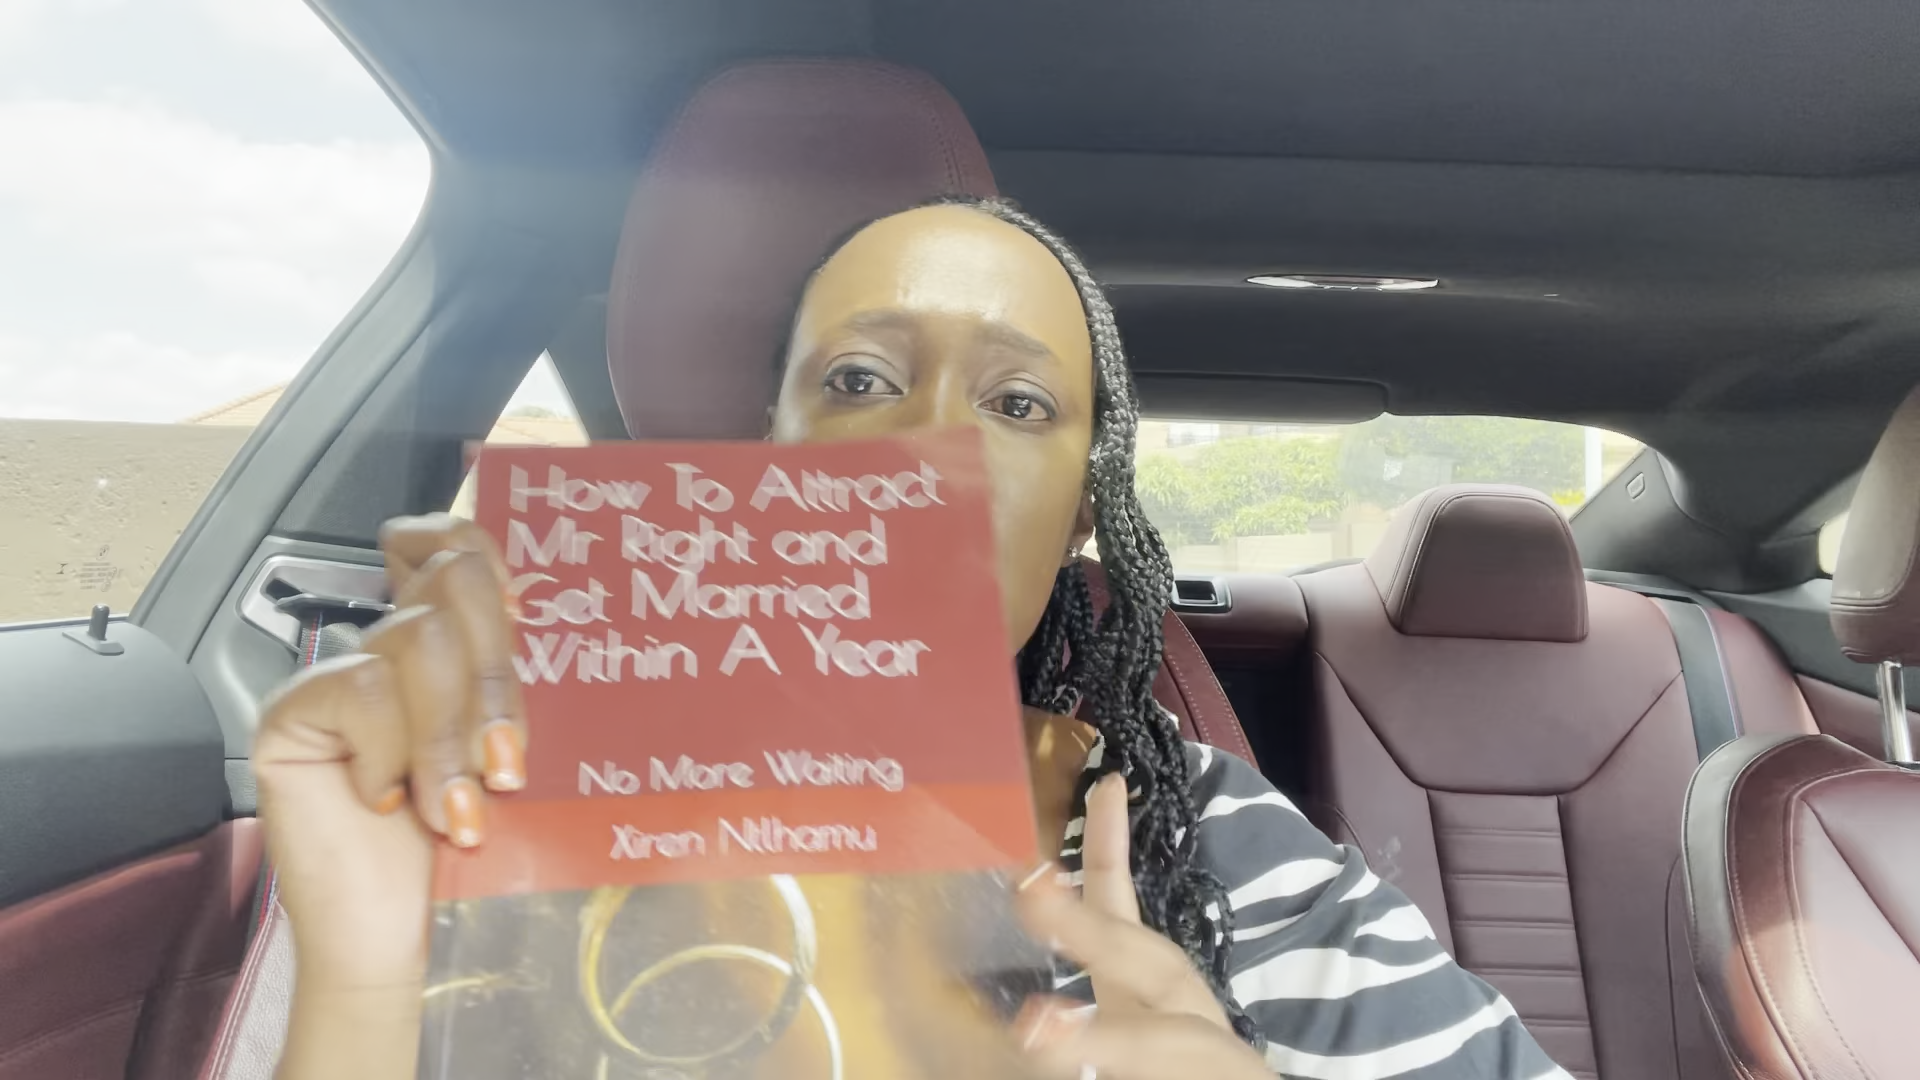 How To Attract
Mr Right and
Get Married
Within A Year
No More Waiting
Xiren Ntlhamu